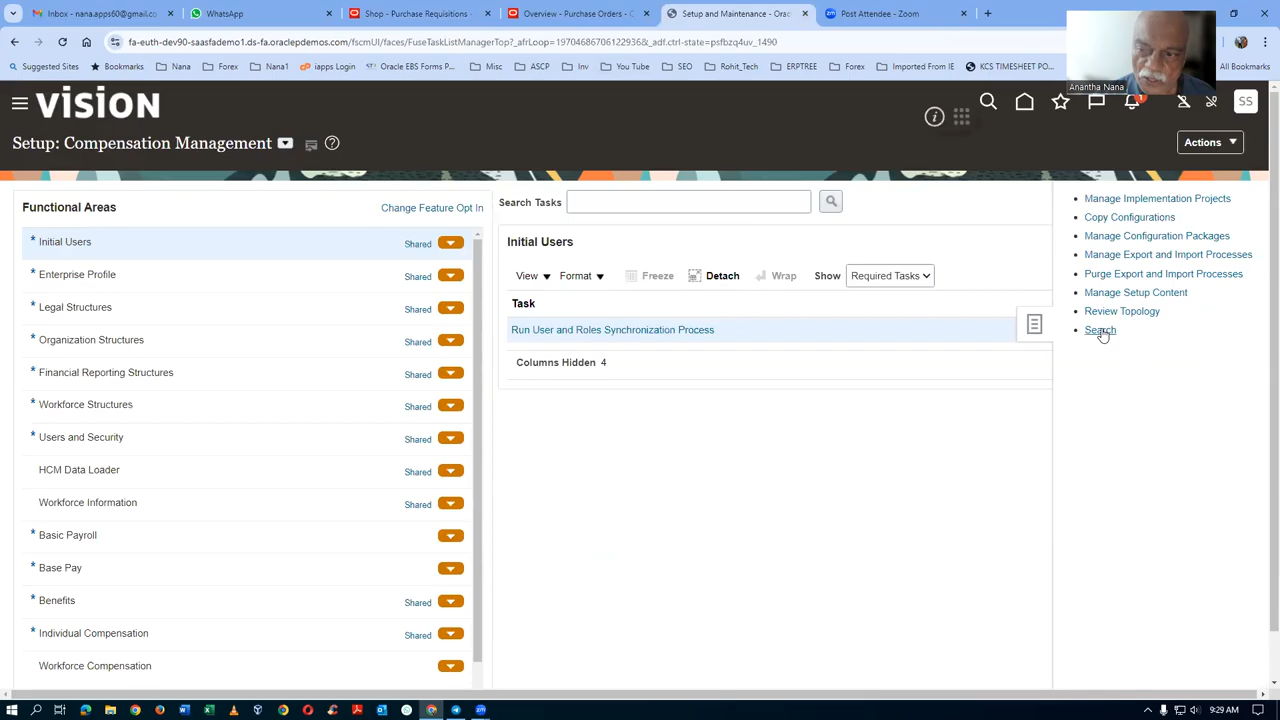 Inbox - nanas60@gmail.co
WhatsApp
Shop - Purchase Requisitions -
Overview - Purchase Orders - C
Setup and Maintenance - Orac
Post Attendee - Zoom
fa-euth-dev90-saasfademo1.ds-fa.oraclepdemos.com/fscmUI/faces/FuseTaskListManagerTop?_afrLoop=19704686706122936&_adf.ctrl-state=psfbzq4uv_1490
Suggested Sites
Bookmarks
Nana
Forex
Nana1
iapps Login
Oracle EBS Forms P...
Misc
ASCP
Inv
You Tube
SEO
Rohit_Tech
ERPTREE
Forex
Imported From IE
KCS TIMESHEET PO...
All Bookmarks
Anantha Nana
VISION
1
SS
Setup: Compensation Management
Actions
Functional Areas
Change Feature Opt In
Search Tasks
* Initial Users Shared
* Enterprise Profile Shared
* Legal Structures Shared
* Organization Structures Shared
* Financial Reporting Structures Shared
* Workforce Structures Shared
* Users and Security Shared
HCM Data Loader Shared
Workforce Information Shared
* Basic Payroll
* Base Pay
* Benefits Shared
* Individual Compensation Shared
Workforce Compensation
Initial Users
View Format Freeze Detach Wrap Show Required Tasks
Task
Run User and Roles Synchronization Process
Columns Hidden 4
Manage Implementation Projects
Copy Configurations
Manage Configuration Packages
Manage Export and Import Processes
Purge Export and Import Processes
Manage Setup Content
Review Topology
Search
9:29 AM